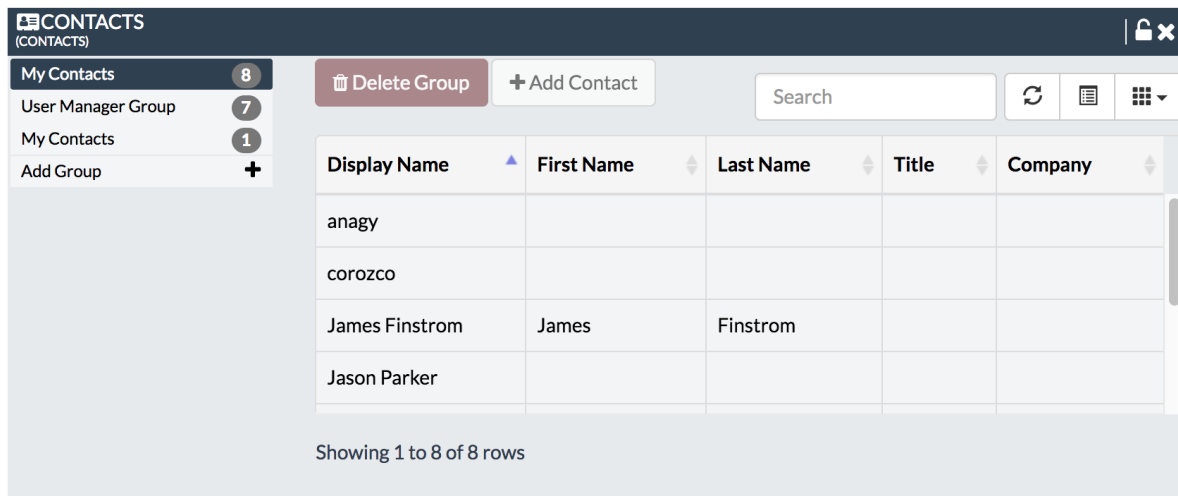 CONTACTS
(CONTACTS)
My Contacts 8
User Manager Group 7
My Contacts 1
Add Group
Delete Group Add Contact Search
Display Name First Name Last Name Title Company
anagy
corozco
James Finstrom James Finstrom
Jason Parker
Showing 1 to 8 of 8 rows